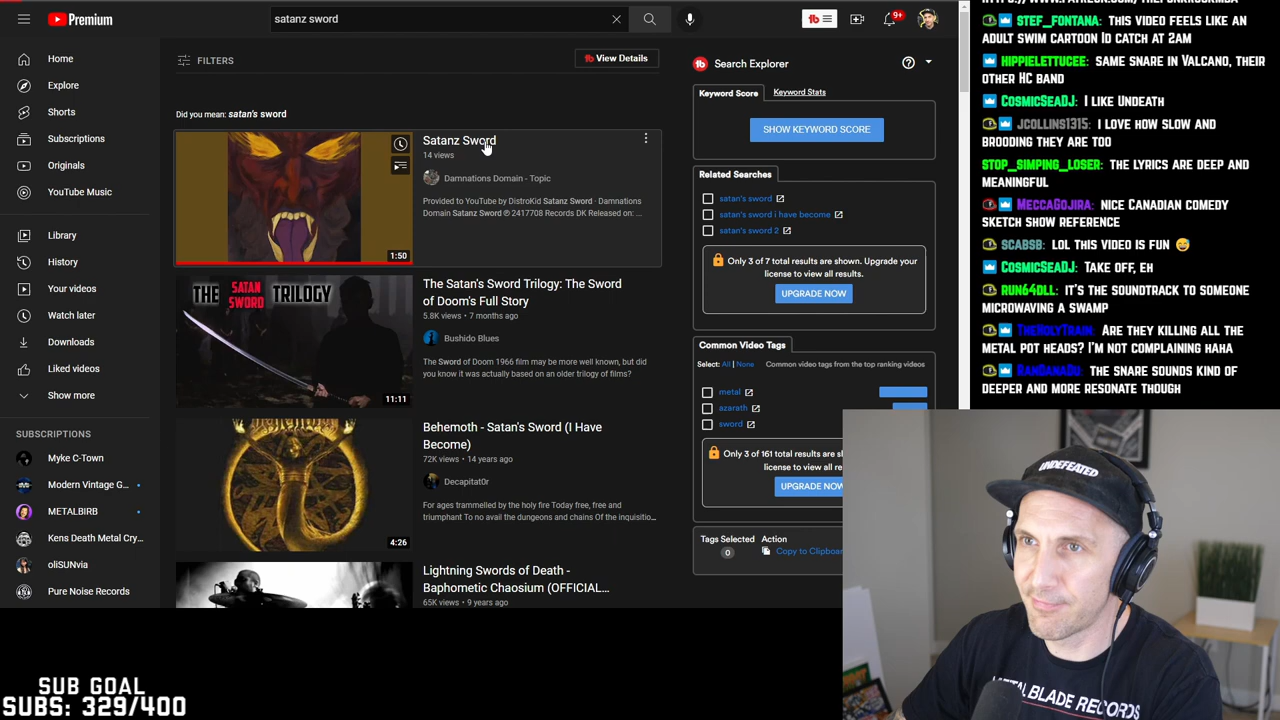 Premium
satanz sword
9+
FILTERS
View Details
Did you mean: satan's sword
Home
Explore
Shorts
Subscriptions
Originals
YouTube Music
Library
History
Your videos
Watch later
Downloads
Liked videos
Show more
SUBSCRIPTIONS
Myke C-Town
Modern Vintage G...
METALBIRB
Kens Death Metal Cry...
oliSUNvia
Pure Noise Records
Satanz Sword
14 views
Damnations Domain - Topic
Provided to YouTube by DistroKid Satanz Sword · Damnations
Domain Satanz Sword ℗ 2417708 Records DK Released on: ...
1:50
THE SATAN SWORD TRILOGY
11:11
The Satan's Sword Trilogy: The Sword
of Doom's Full Story
5.8K views • 7 months ago
Bushido Blues
The Sword of Doom 1966 film may be more well known, but did
you know it was actually based on an older trilogy of films?
4:26
Behemoth - Satan's Sword (I Have
Become)
72K views • 14 years ago
Decapitat0r
For ages trammelled by the holy fire Today free, free and
triumphant To no avail the dungeons and chains Of the inquisitio...
Lightning Swords of Death -
Baphometic Chaosium (OFFICIAL...
65K views • 9 years ago
Search Explorer
Keyword Score
Keyword Stats
SHOW KEYWORD SCORE
Related Searches
satan's sword
satan's sword i have become
satan's sword 2
Only 3 of 7 total results are shown. Upgrade your
license to view all results.
UPGRADE NOW
Common Video Tags
Select: All | None
Common video tags from the top ranking videos
metal
azarath
sword
Only 3 of 161 total results are sh
license to view all re
UPGRADE NOW
Tags Selected
0
Action
Copy to Clipboa
STEF_FONTANA: THIS VIDEO FEELS LIKE AN
ADULT SWIM CARTOON ID CATCH AT 2AM
HIPPIELETTUCEE: SAME SNARE IN VALCANO, THEIR
OTHER HC BAND
COSMICSEADJ: I LIKE UNDEATH
JCOLLINS1315: I LOVE HOW SLOW AND
BROODING THEY ARE TOO
STOP_SIMPING_LOSER: THE LYRICS ARE DEEP AND
MEANINGFUL
MECCAGOJIRA: NICE CANADIAN COMEDY
SKETCH SHOW REFERENCE
SCABSB: LOL THIS VIDEO IS FUN 😅
COSMICSEADJ: TAKE OFF, EH
RUN64DLL: IT'S THE SOUNDTRACK TO SOMEONE
MICROWAVING A SWAMP
THEHOLYTRAIN: ARE THEY KILLING ALL THE
METAL POT HEADS? I'M NOT COMPLAINING HAHA
RANDANADU: THE SNARE SOUNDS KIND OF
DEEPER AND MORE RESONATE THOUGH
UNDEFEATED
METAL BLADE RECORDS
SUB GOAL
SUBS: 329/400